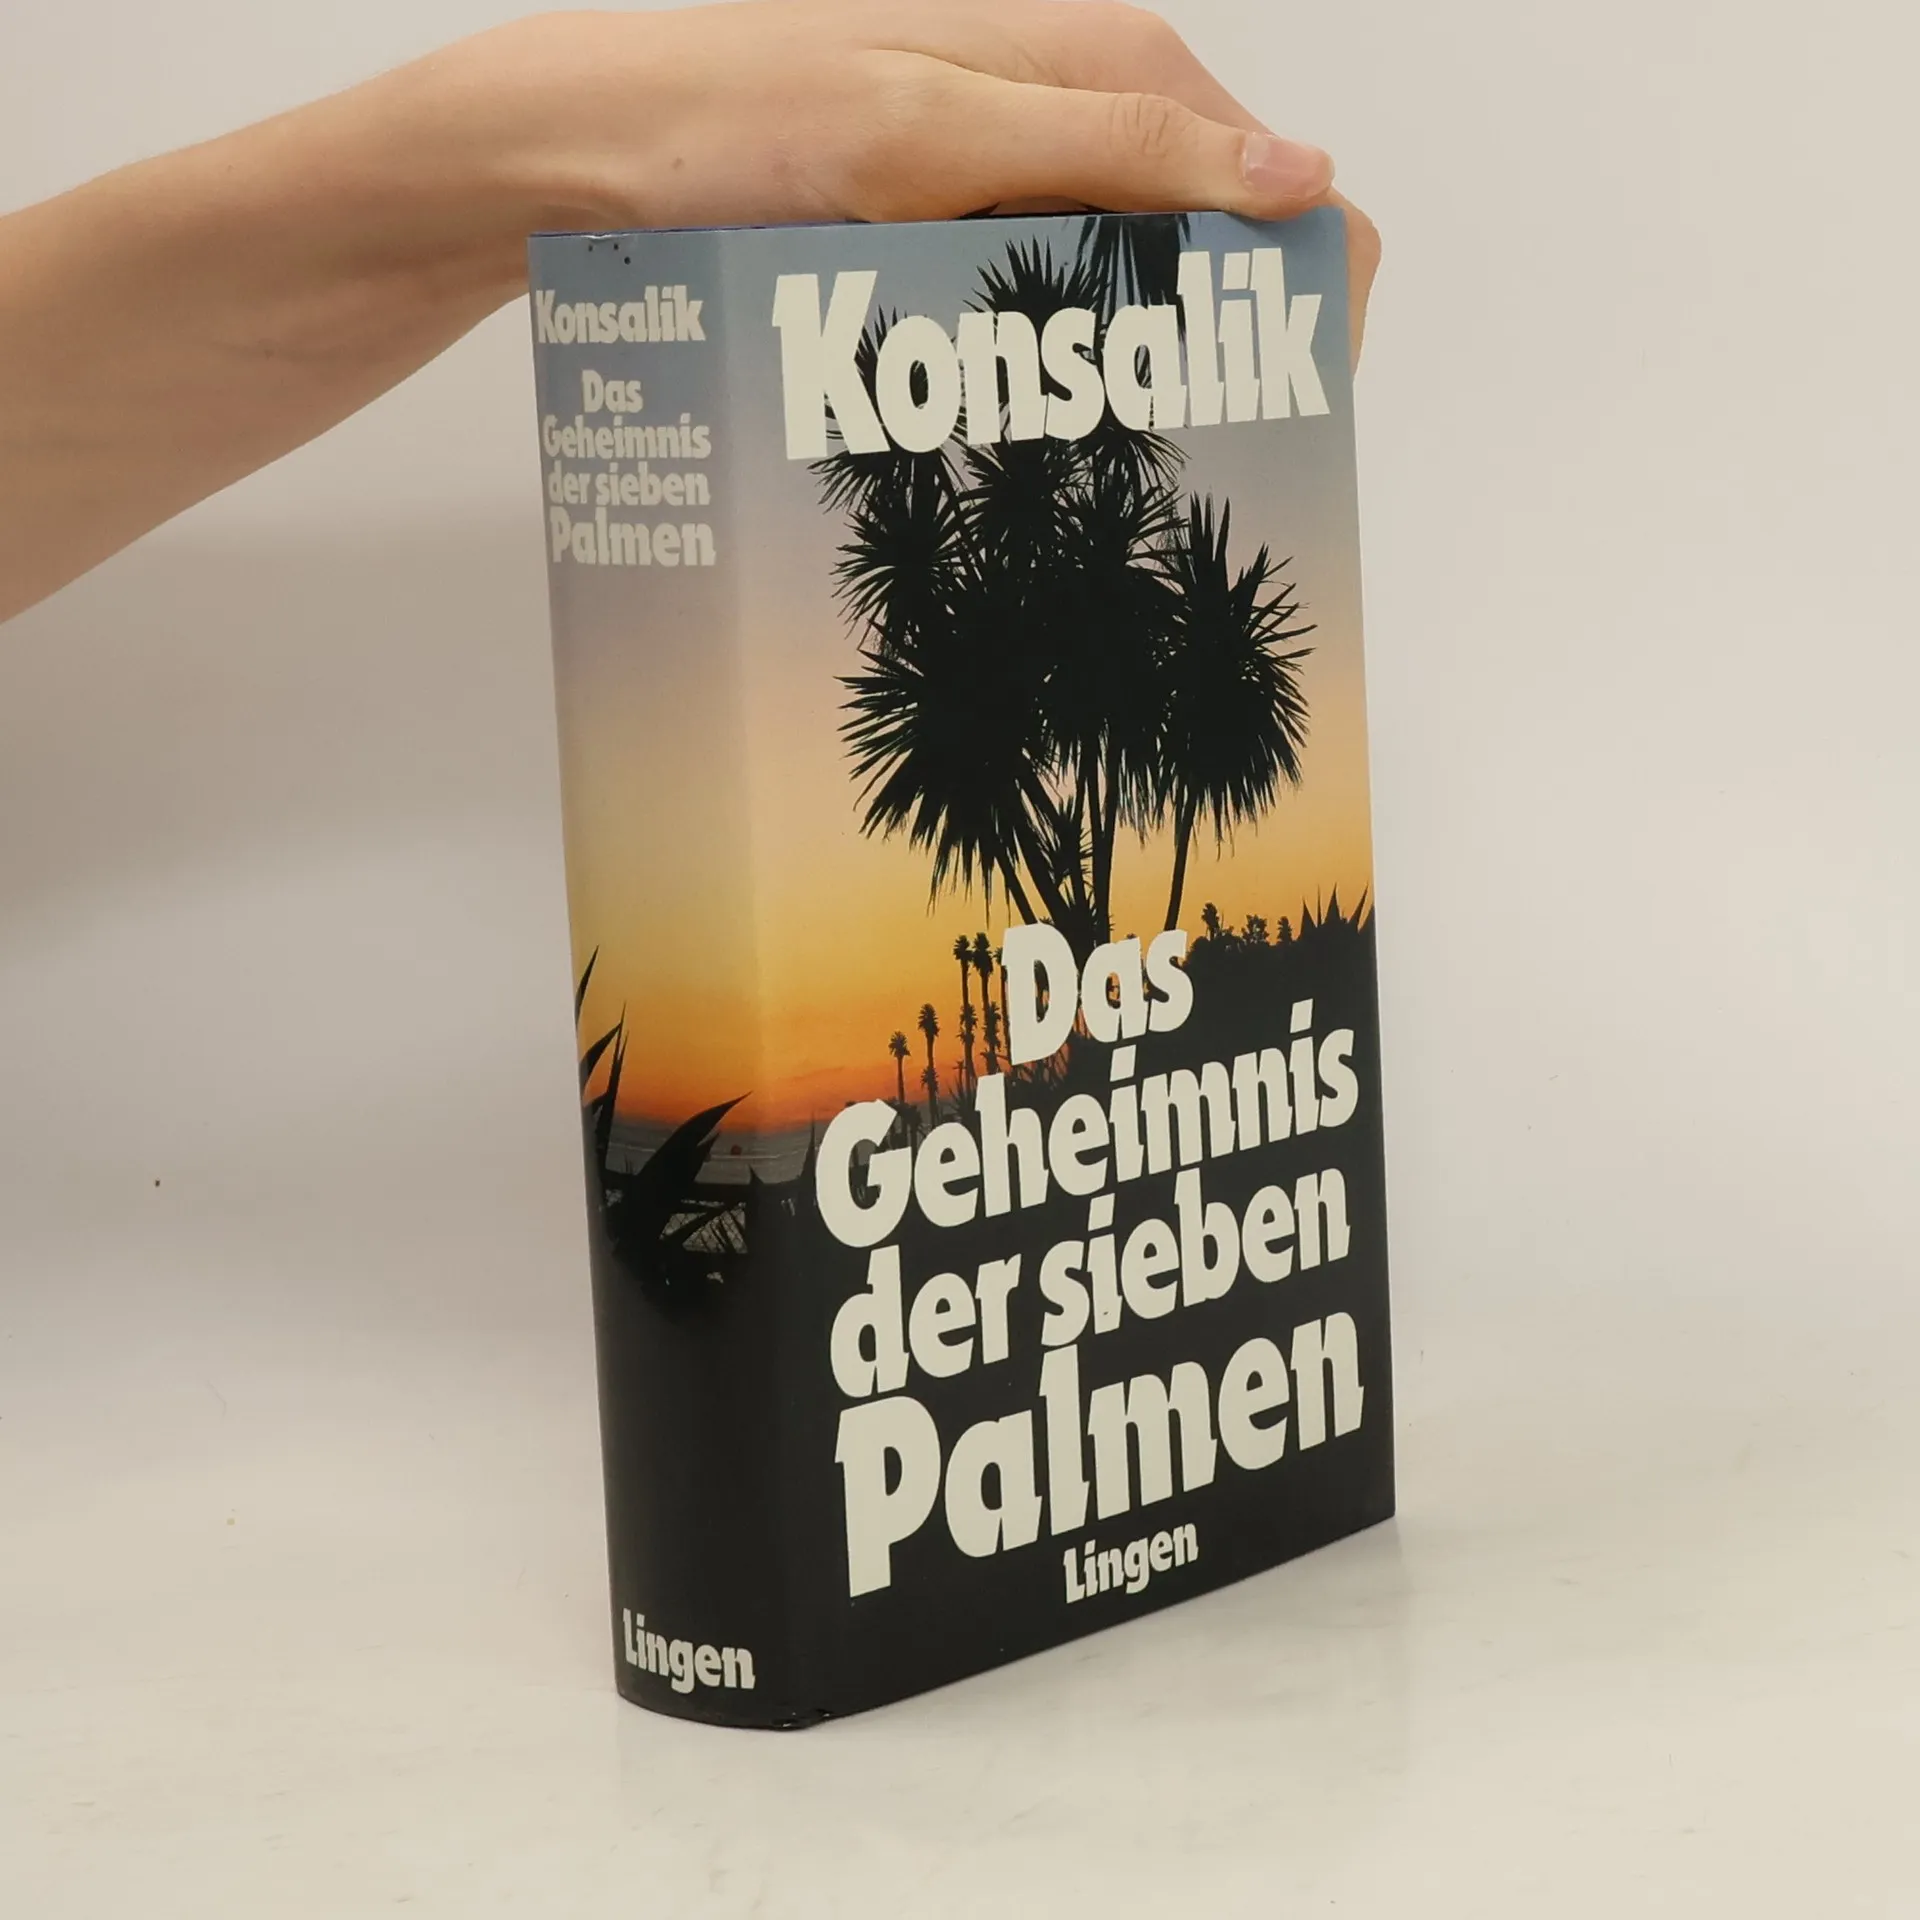 Konsalik
Das
Geheimnis
der sieben
Palmen
Lingen
Konsalik
Das
Geheimnis
der sieben
Palmen
Lingen